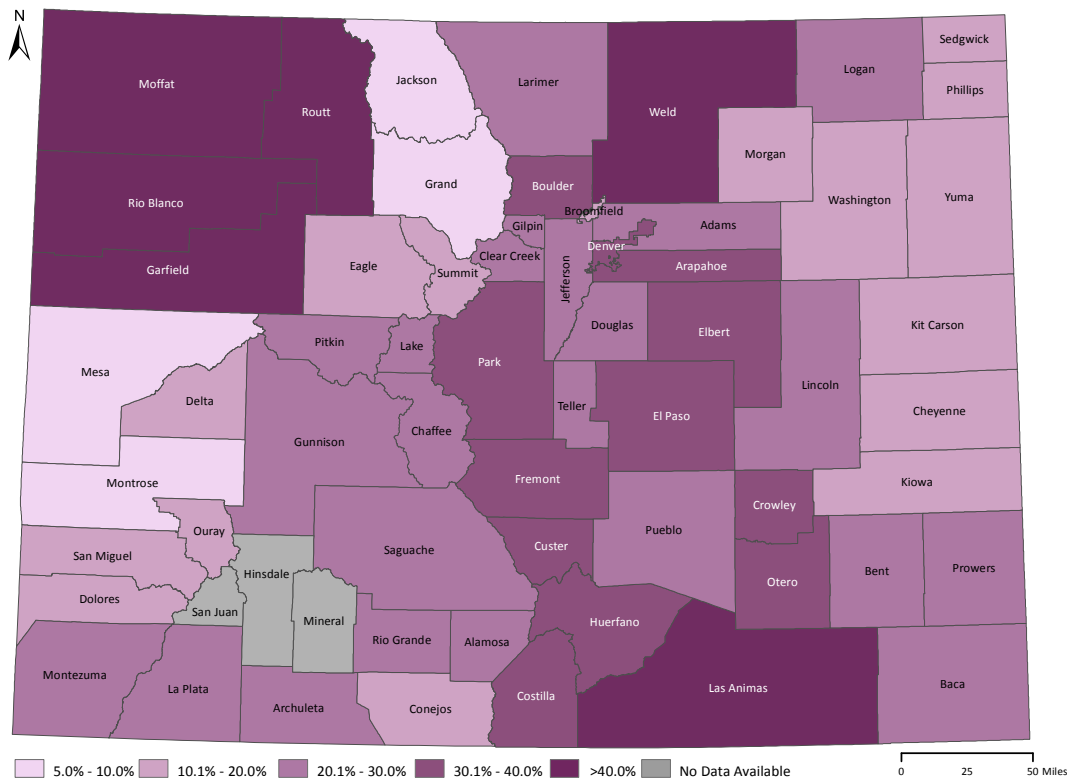 N
Sedgwick
Logan
Jackson
Larimer
Moffat
Phillips
Routt
Weld
Morgan
Grand
Boulder
Yuma
Washington
Rio Blanco
Broomfield
Gilpin
Adams
Denver
Clear Creek
Eagle
Arapahoe
Garfield
Summit
Jefferson
Kit Carson
Douglas
Elbert
Pitkin
Lake
Park
Mesa
Lincoln
Delta
Teller
Cheyenne
El Paso
Chaffee
Gunnison
Fremont
Kiowa
Montrose
Crowley
Ouray
Pueblo
Custer
Saguache
San Miguel
Prowers
Bent
Hinsdale
Otero
Dolores
San Juan
Mineral
Huerfano
Rio Grande
Alamosa
Montezuma
Baca
La Plata
Las Animas
Costilla
Archuleta
Conejos
5.0% - 10.0%
10.1% - 20.0%
20.1% - 30.0%
30.1% - 40.0%
>40.0%
No Data Available
0 25 50 Miles